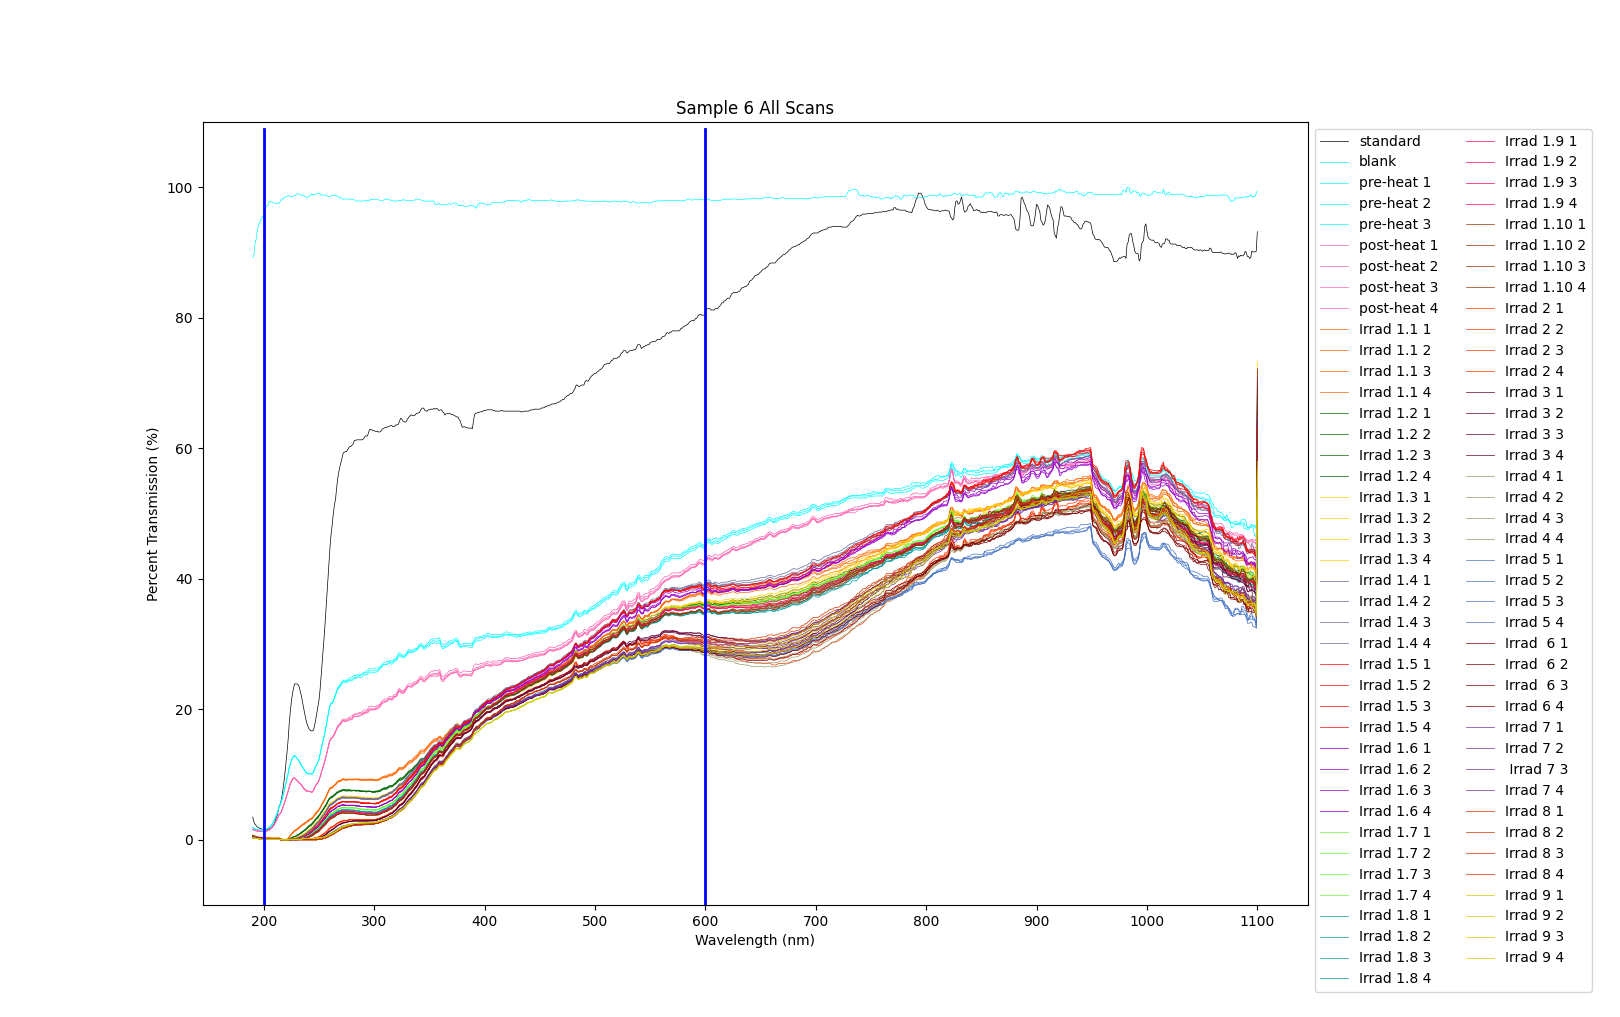 Sample 6 All Scans
Percent Transmission (%)
100
80
60
40
20
0
200
300
400
500
600
700
800
900
1000
1100
Wavelength (nm)
standard
blank
pre-heat 1
pre-heat 2
pre-heat 3
post-heat 1
post-heat 2
post-heat 3
post-heat 4
Irrad 1.1 1
Irrad 1.1 2
Irrad 1.1 3
Irrad 1.1 4
Irrad 1.2 1
Irrad 1.2 2
Irrad 1.2 3
Irrad 1.2 4
Irrad 1.3 1
Irrad 1.3 2
Irrad 1.3 3
Irrad 1.3 4
Irrad 1.4 1
Irrad 1.4 2
Irrad 1.4 3
Irrad 1.4 4
Irrad 1.5 1
Irrad 1.5 2
Irrad 1.5 3
Irrad 1.5 4
Irrad 1.6 1
Irrad 1.6 2
Irrad 1.6 3
Irrad 1.6 4
Irrad 1.7 1
Irrad 1.7 2
Irrad 1.7 3
Irrad 1.7 4
Irrad 1.8 1
Irrad 1.8 2
Irrad 1.8 3
Irrad 1.8 4
Irrad 1.9 1
Irrad 1.9 2
Irrad 1.9 3
Irrad 1.9 4
Irrad 1.10 1
Irrad 1.10 2
Irrad 1.10 3
Irrad 1.10 4
Irrad 2 1
Irrad 2 2
Irrad 2 3
Irrad 2 4
Irrad 3 1
Irrad 3 2
Irrad 3 3
Irrad 3 4
Irrad 4 1
Irrad 4 2
Irrad 4 3
Irrad 4 4
Irrad 5 1
Irrad 5 2
Irrad 5 3
Irrad 5 4
Irrad  6 1
Irrad  6 2
Irrad  6 3
Irrad 6 4
Irrad 7 1
Irrad 7 2
Irrad 7 3
Irrad 7 4
Irrad 8 1
Irrad 8 2
Irrad 8 3
Irrad 8 4
Irrad 9 1
Irrad 9 2
Irrad 9 3
Irrad 9 4